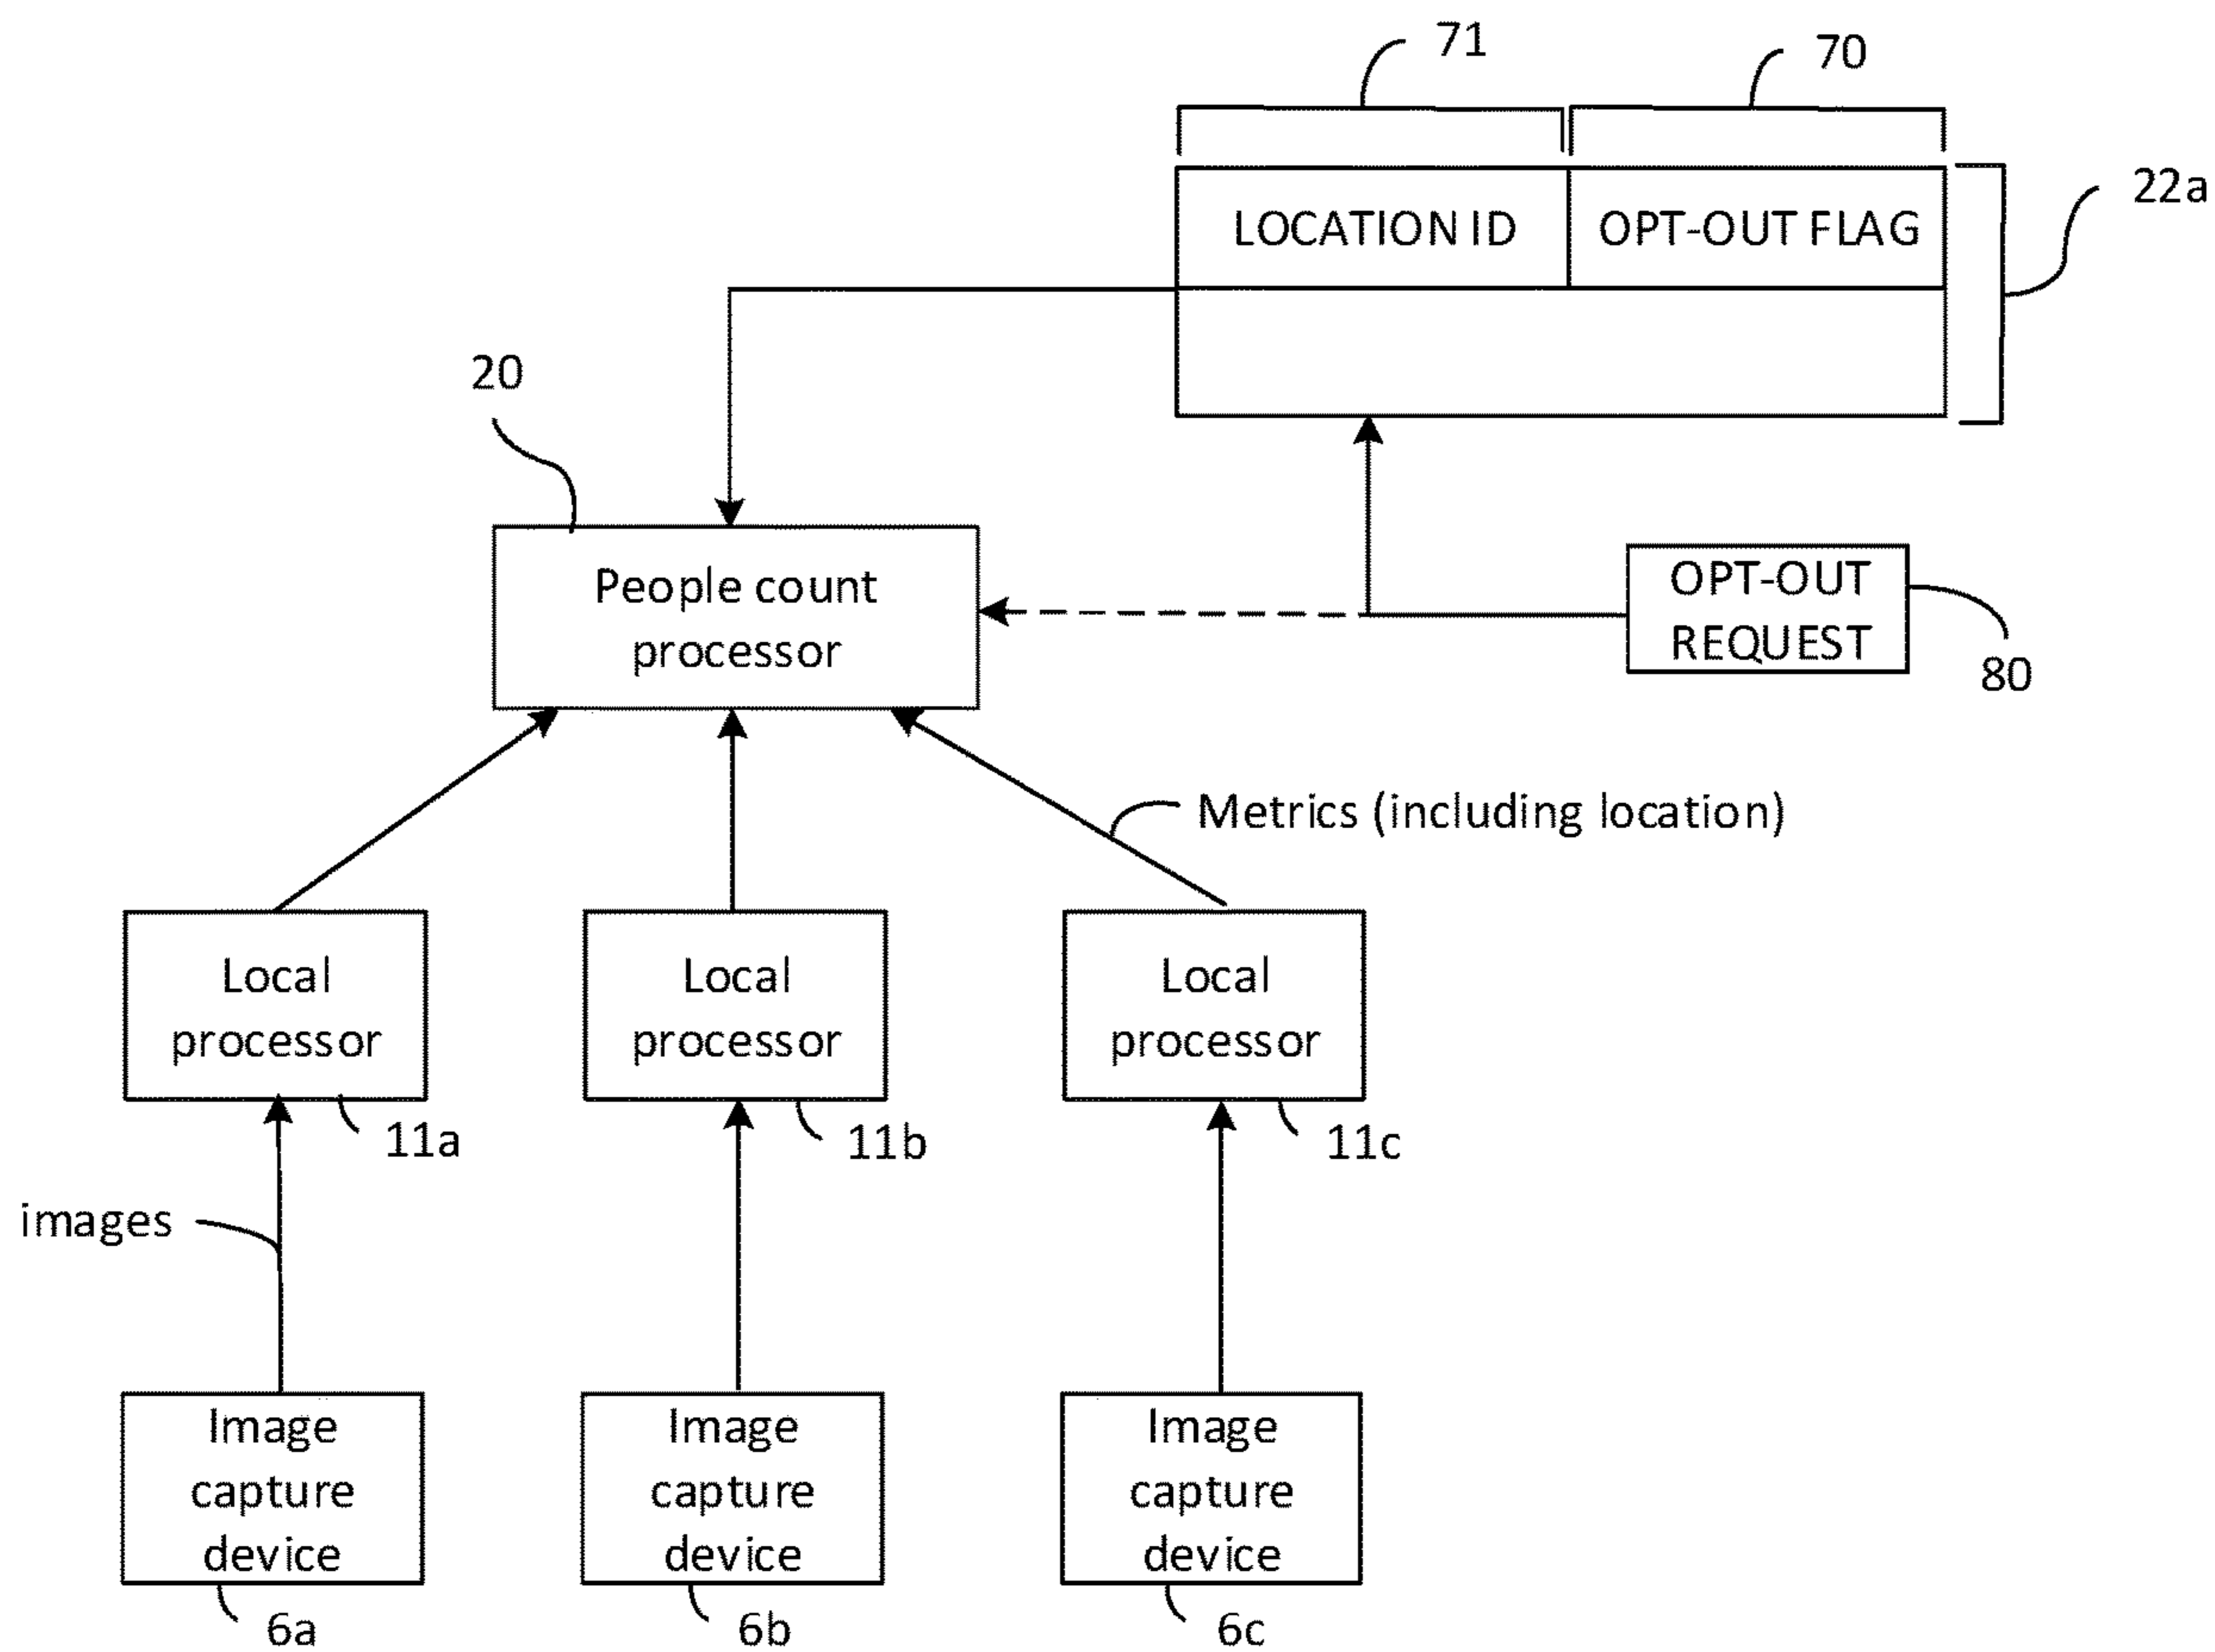 71
70
22a
LOCATION ID
OPT-OUT FLAG
20
People count
processor
OPT-OUT
REQUEST
80
Metrics (including location)
Local
processor
Local
processor
Local
processor
11a
11b
11c
images
Image
capture
device
Image
capture
device
Image
capture
device
6a
6b
6c